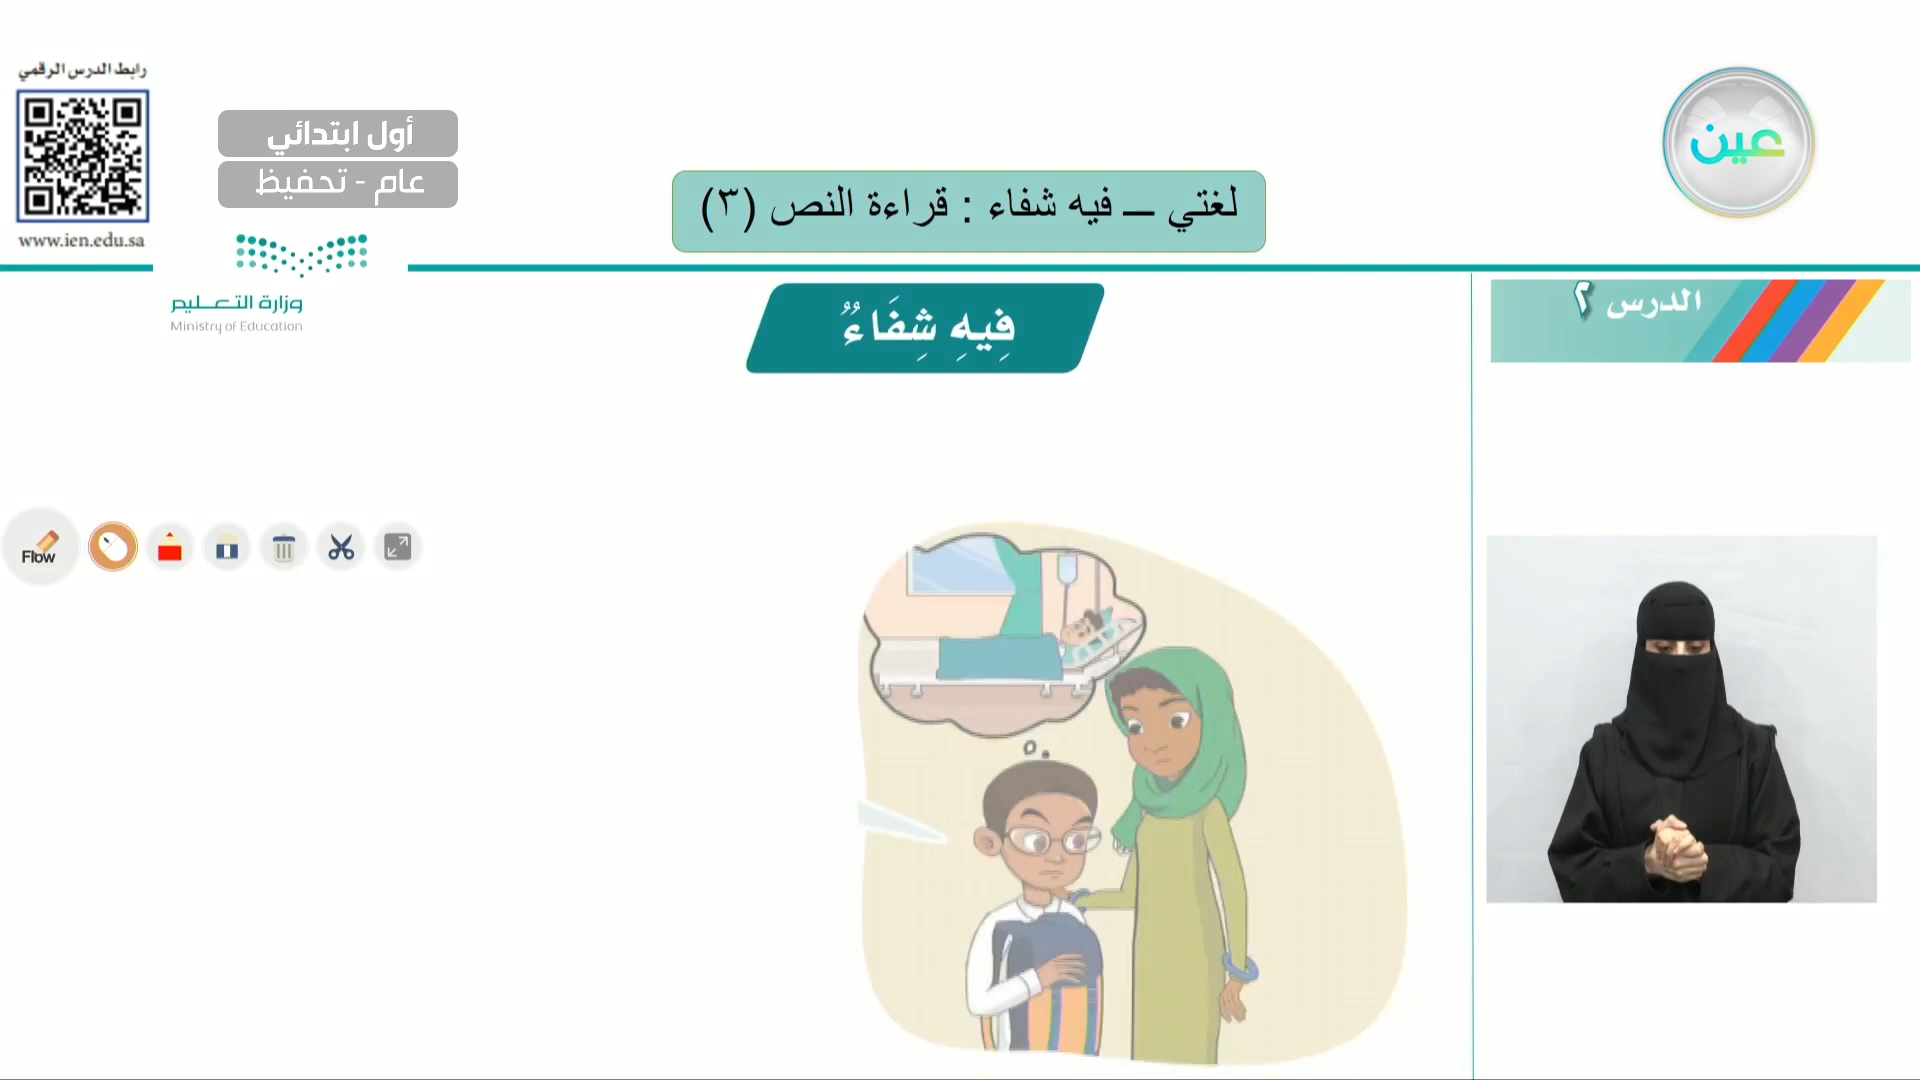 رابط الدرس الرقمي
www.ien.edu.sa
أول ابتدائي
عام - تحفيظ
وزارة التعليم
Ministry of Education
لغتي – فيه شفاء : قراءة النص (٣)
عين
الدرس ٢
فِيهِ شِفَاءٌ
Flow